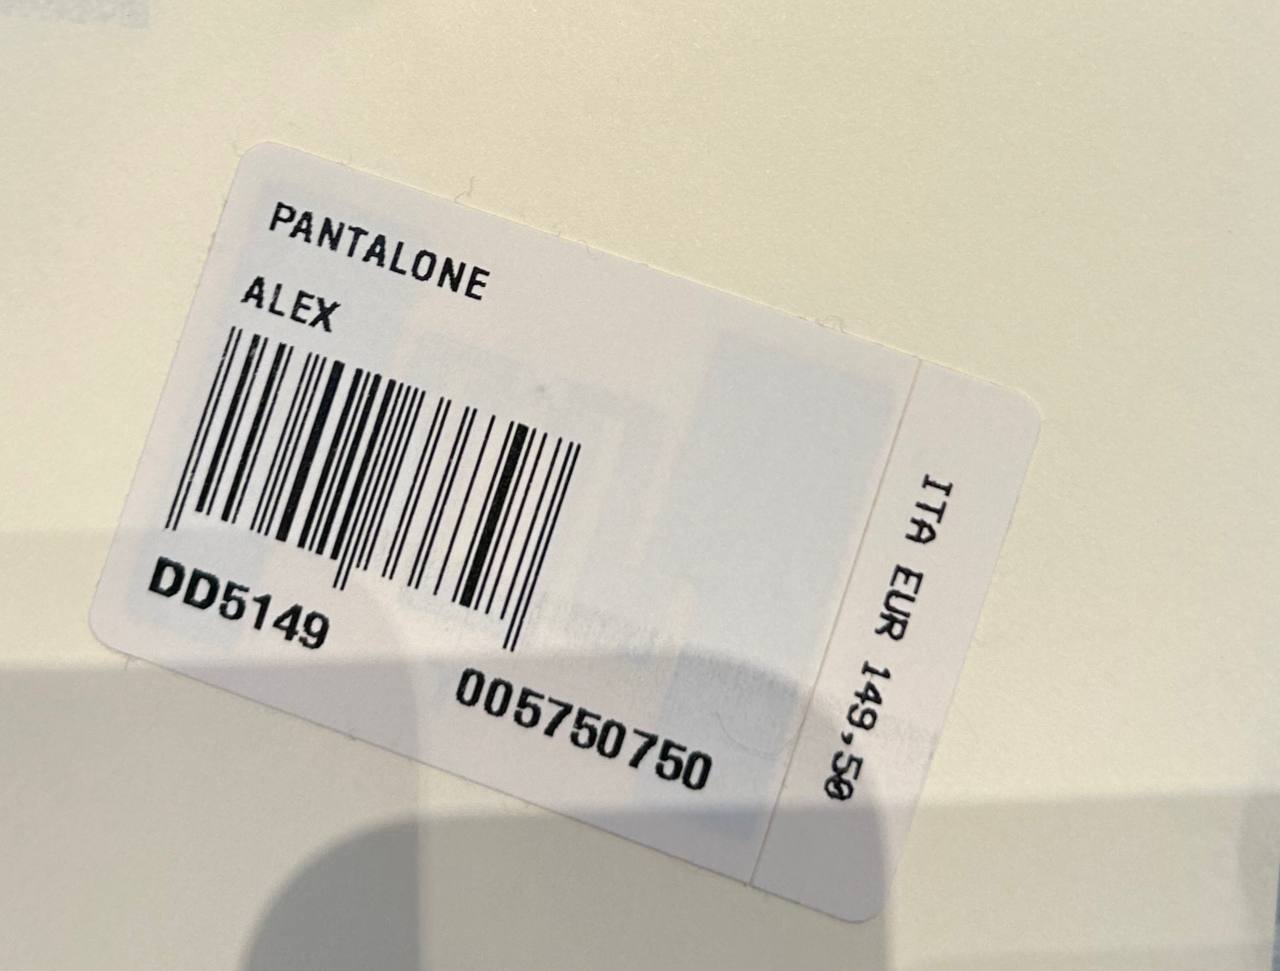 PANTALONE
ALEX
DD5149
005750750
ITA EUR 149,50